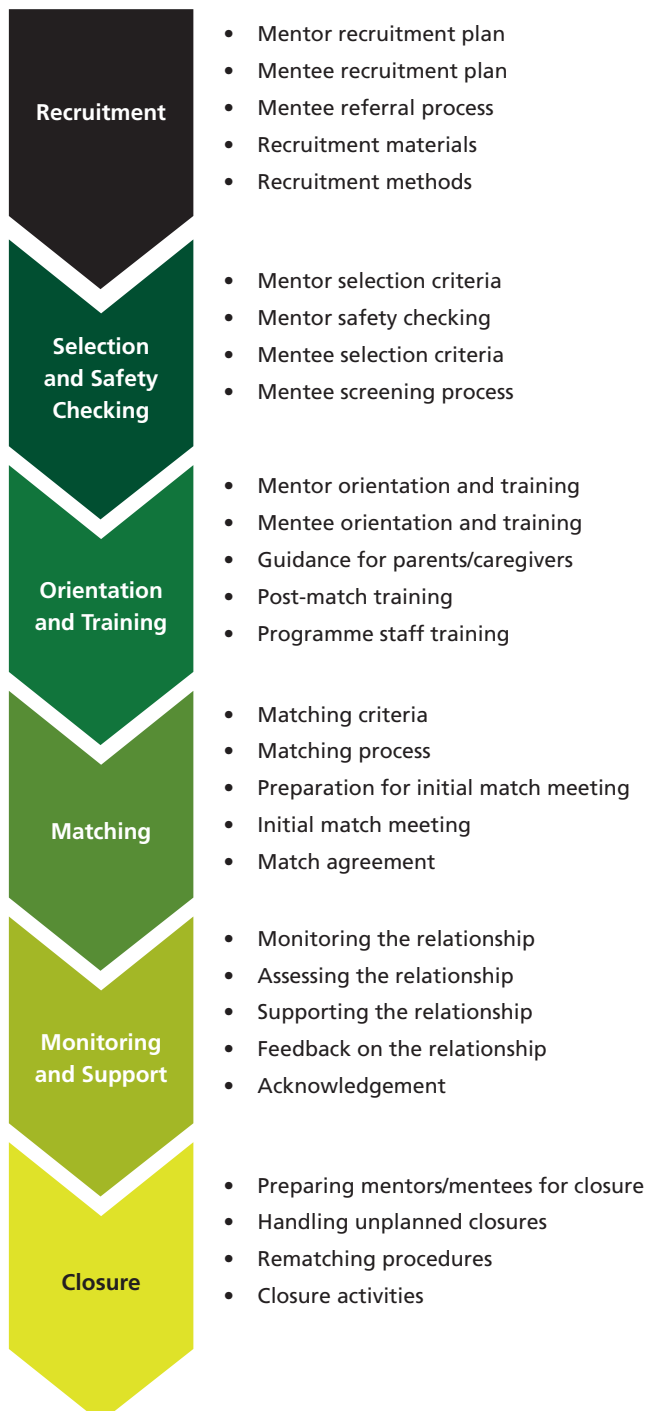 Recruitment
• Mentor recruitment plan
• Mentee recruitment plan
• Mentee referral process
• Recruitment materials
• Recruitment methods
Selection
and Safety
Checking
• Mentor selection criteria
• Mentor safety checking
• Mentee selection criteria
• Mentee screening process
Orientation
and Training
• Mentor orientation and training
• Mentee orientation and training
• Guidance for parents/caregivers
• Post-match training
• Programme staff training
Matching
• Matching criteria
• Matching process
• Preparation for initial match meeting
• Initial match meeting
• Match agreement
Monitoring
and Support
• Monitoring the relationship
• Assessing the relationship
• Supporting the relationship
• Feedback on the relationship
• Acknowledgement
Closure
• Preparing mentors/mentees for closure
• Handling unplanned closures
• Rematching procedures
• Closure activities